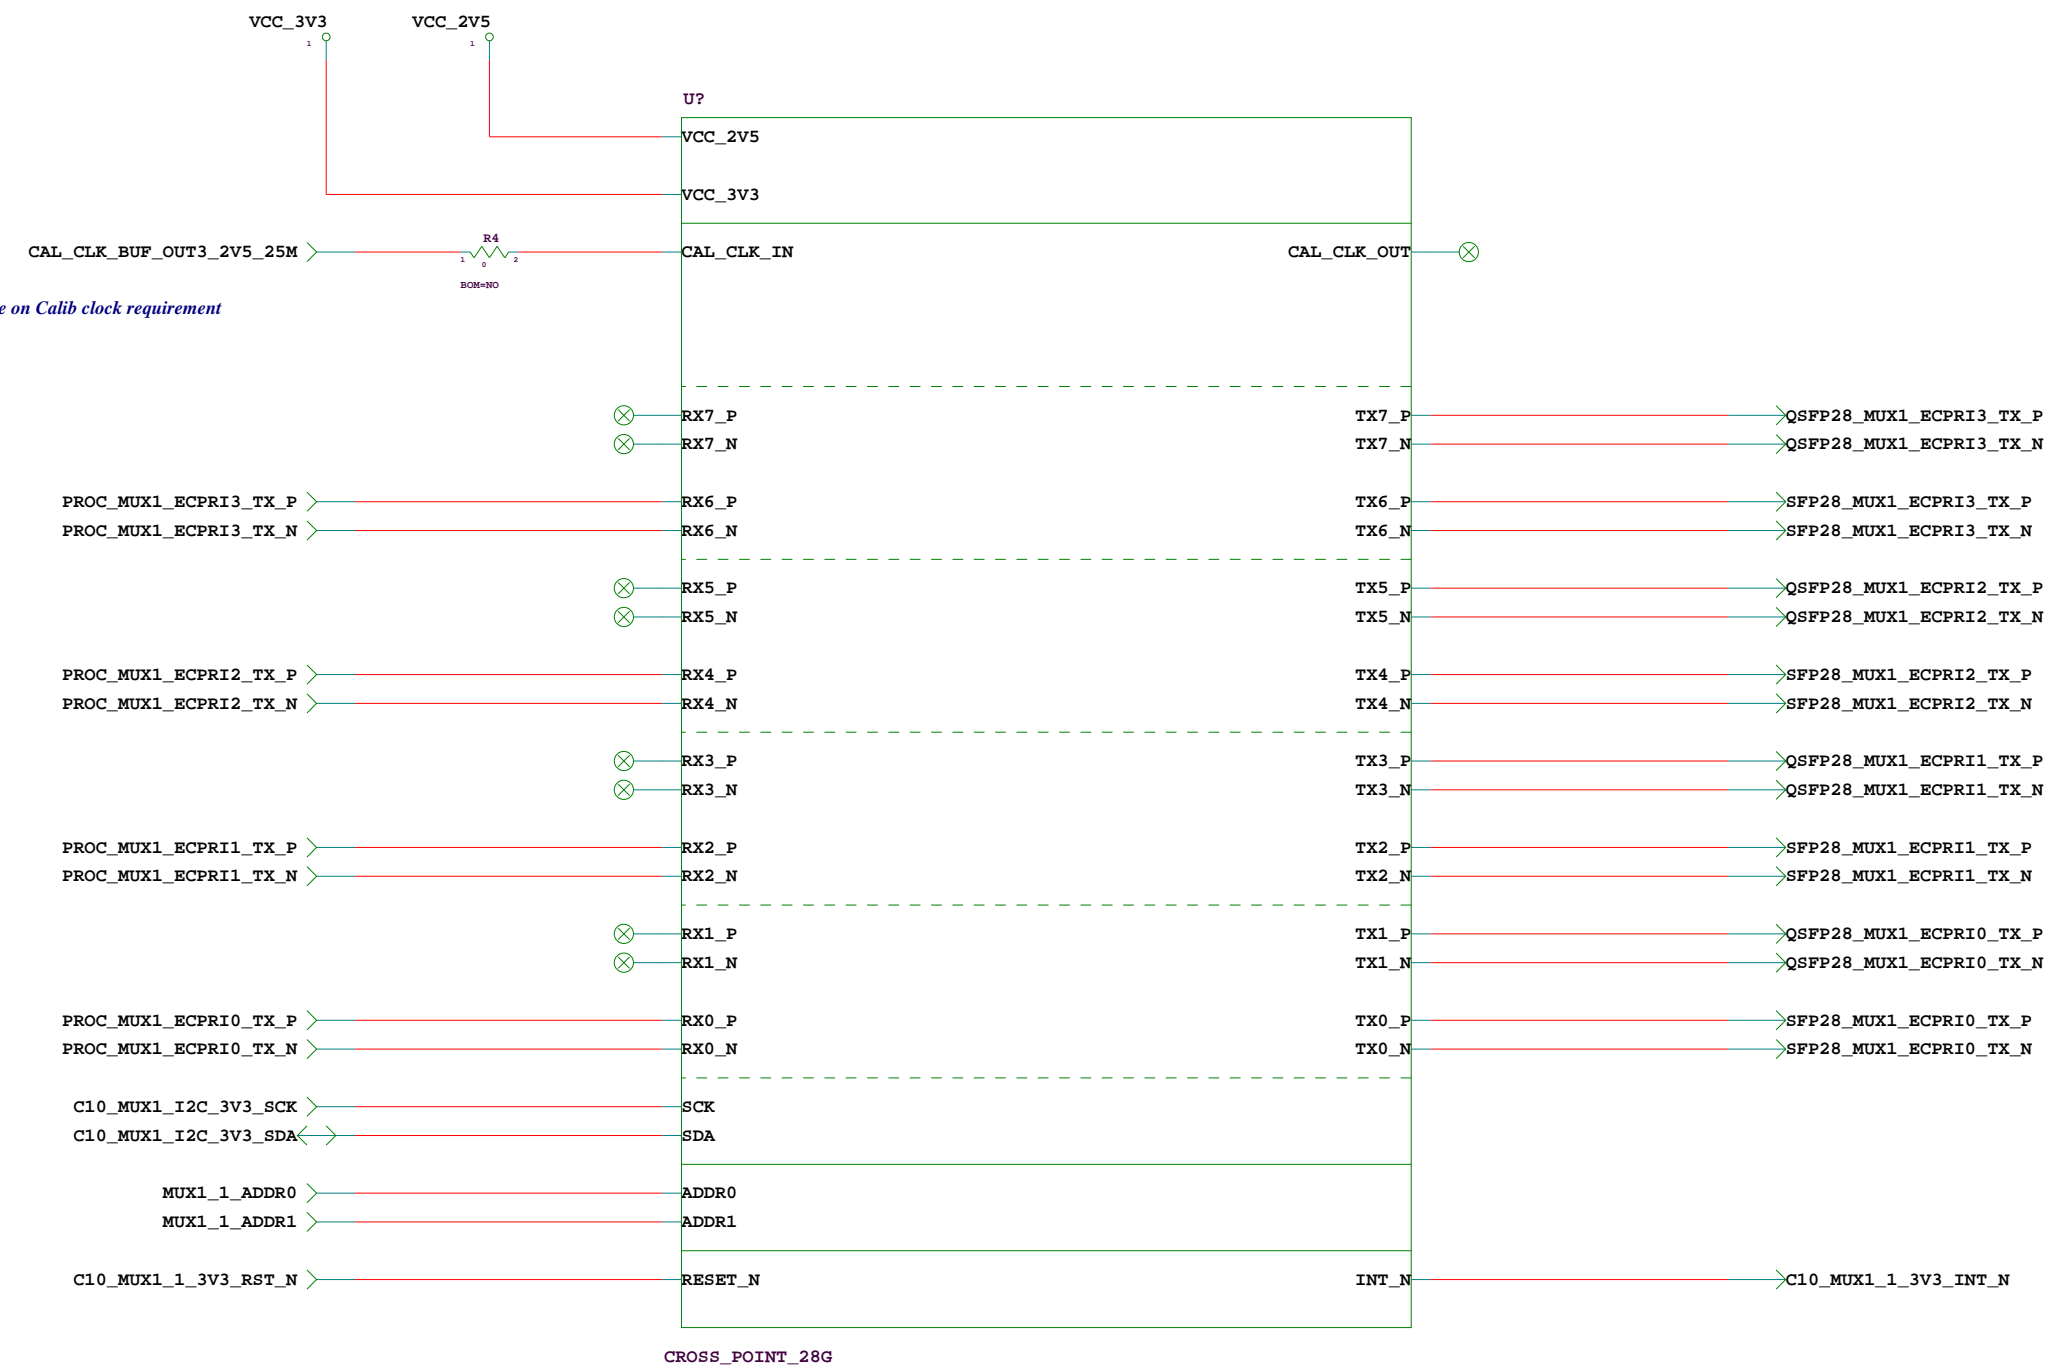 VCC_3V3 VCC_2V5
1 1
U?
VCC_2V5
VCC_3V3
CAL_CLK_BUF_OUT3_2V5_25M R4 CAL_CLK_IN CAL_CLK_OUT
1 0 2
BOM=NO
on Calib clock requirement
RX7_P TX7_P QSFP28_MUX1_ECPRI3_TX_P
RX7_N TX7_N QSFP28_MUX1_ECPRI3_TX_N
PROC_MUX1_ECPRI3_TX_P RX6_P TX6_P SFP28_MUX1_ECPRI3_TX_P
PROC_MUX1_ECPRI3_TX_N RX6_N TX6_N SFP28_MUX1_ECPRI3_TX_N
RX5_P TX5_P QSFP28_MUX1_ECPRI2_TX_P
RX5_N TX5_N QSFP28_MUX1_ECPRI2_TX_N
PROC_MUX1_ECPRI2_TX_P RX4_P TX4_P SFP28_MUX1_ECPRI2_TX_P
PROC_MUX1_ECPRI2_TX_N RX4_N TX4_N SFP28_MUX1_ECPRI2_TX_N
RX3_P TX3_P QSFP28_MUX1_ECPRI1_TX_P
RX3_N TX3_N QSFP28_MUX1_ECPRI1_TX_N
PROC_MUX1_ECPRI1_TX_P RX2_P TX2_P SFP28_MUX1_ECPRI1_TX_P
PROC_MUX1_ECPRI1_TX_N RX2_N TX2_N SFP28_MUX1_ECPRI1_TX_N
RX1_P TX1_P QSFP28_MUX1_ECPRI0_TX_P
RX1_N TX1_N QSFP28_MUX1_ECPRI0_TX_N
PROC_MUX1_ECPRI0_TX_P RX0_P TX0_P SFP28_MUX1_ECPRI0_TX_P
PROC_MUX1_ECPRI0_TX_N RX0_N TX0_N SFP28_MUX1_ECPRI0_TX_N
C10_MUX1_I2C_3V3_SCK SCK
C10_MUX1_I2C_3V3_SDA SDA
MUX1_1_ADDR0 ADDR0
MUX1_1_ADDR1 ADDR1
C10_MUX1_1_3V3_RST_N RESET_N INT_N C10_MUX1_1_3V3_INT_N
CROSS_POINT_28G